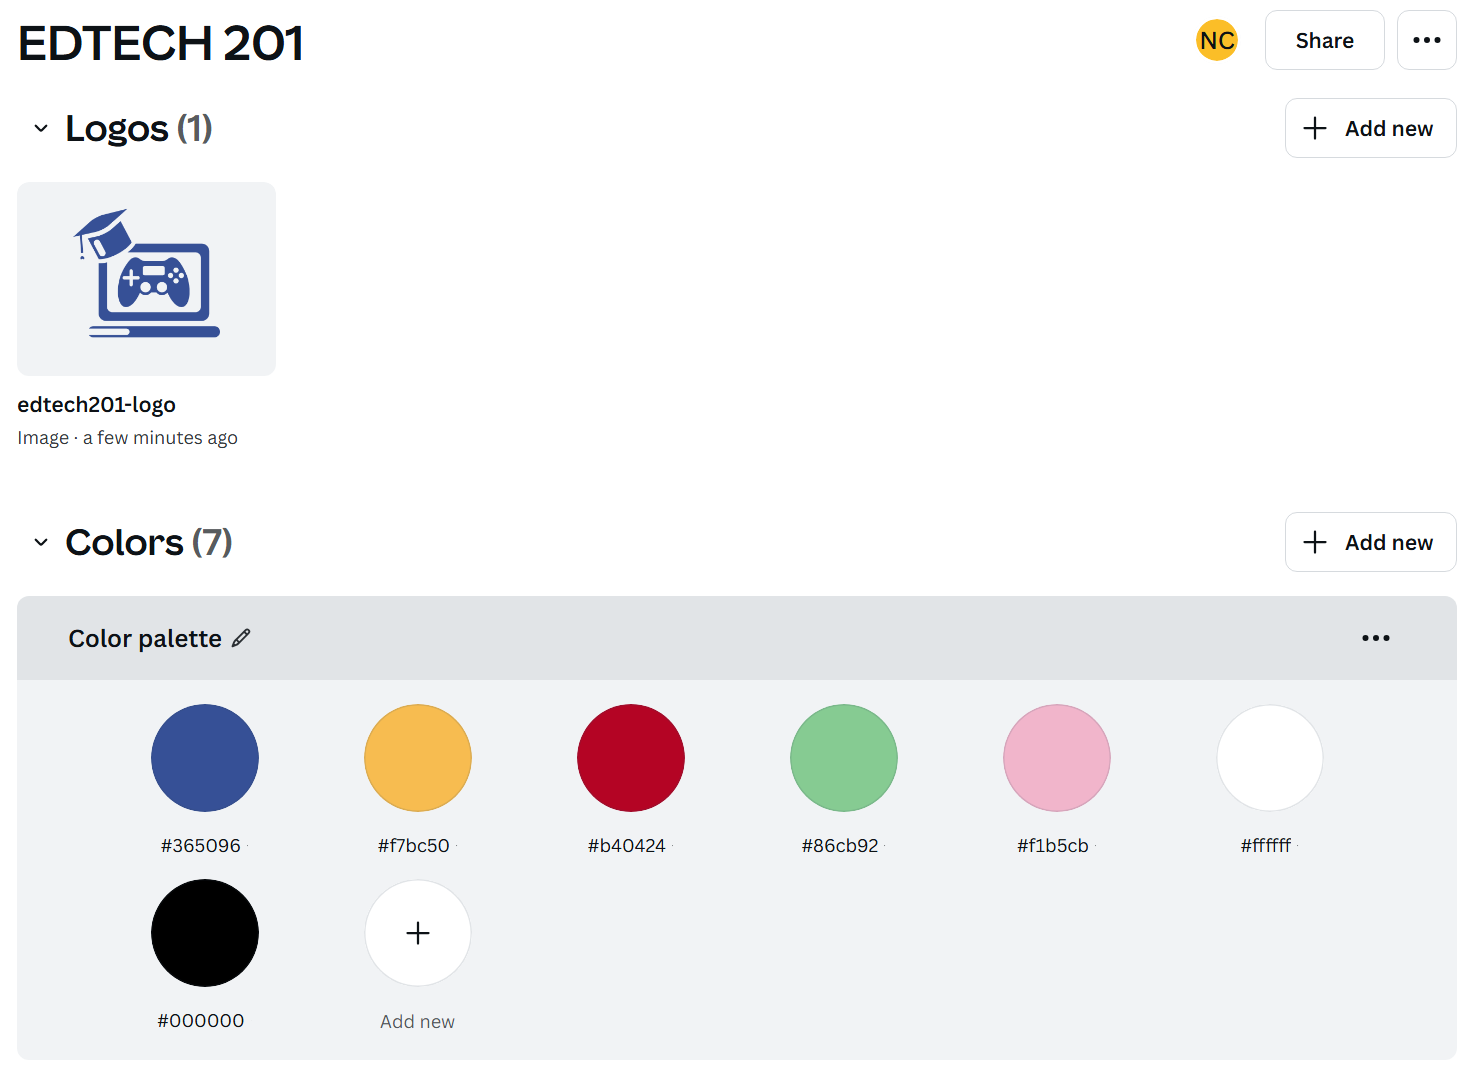 EDTECH 201
NC
Share
Logos (1)
Add new
edtech201-logo
Image · a few minutes ago
Colors (7)
Add new
Color palette
#365096
#f7bc50
#b40424
#86cb92
#f1b5cb
#ffffff
#000000
Add new